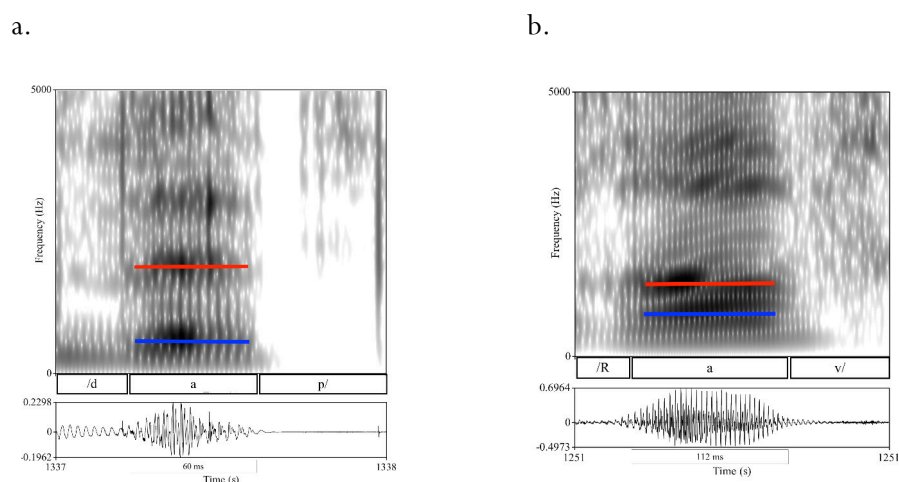 a.
5000
Frequency (Hz)
0
/d a p/
0.2298
0
-0.1962
1337 60 ms 1338
Time (s)
b.
5000
Frequency (Hz)
0
/R a v/
0.6964
0
-0.4973
1251 112 ms 1251
Time (s)